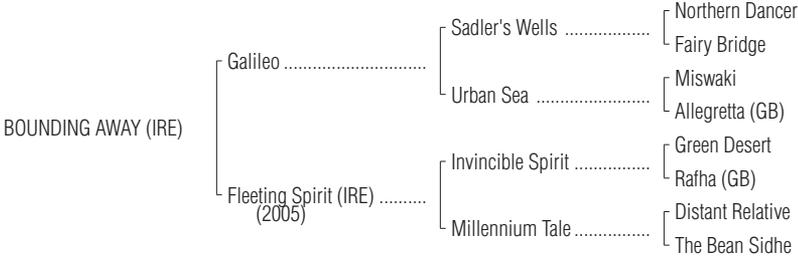 Northern Dancer
Sadler's Wells ..................
Fairy Bridge
Galileo ..............................
Miswaki
Urban Sea ........................
Allegretta (GB)
BOUNDING AWAY (IRE)
Green Desert
Invincible Spirit ................
Rafha (GB)
Fleeting Spirit (IRE) ..........
(2005)
Distant Relative
Millennium Tale ................
The Bean Sidhe